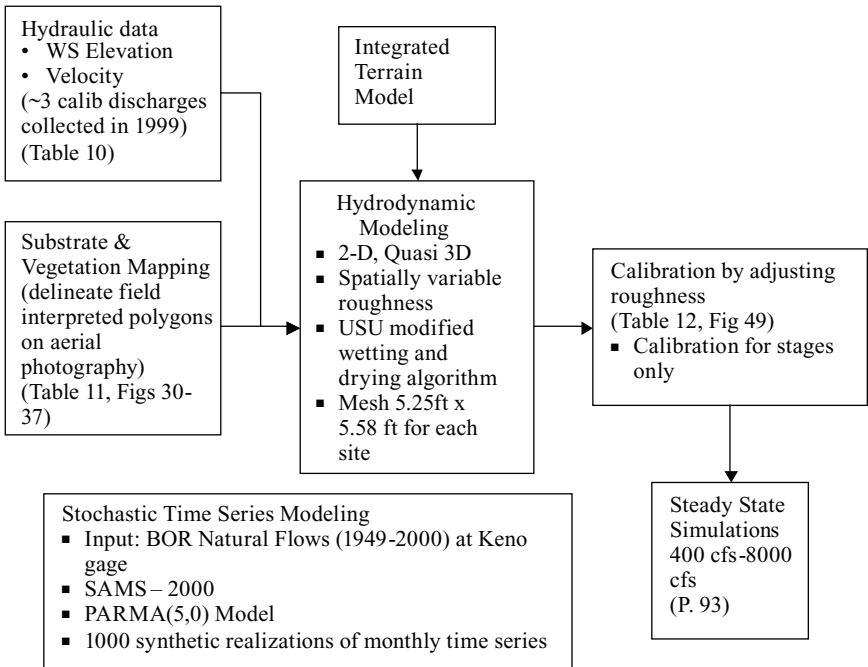 Hydraulic data
• WS Elevation
• Velocity
(~3 calib discharges
collected in 1999)
(Table 10)
Integrated
Terrain
Model
Substrate &
Vegetation Mapping
(delineate field
interpreted polygons
on aerial
photography)
(Table 11, Figs 30-
37)
Hydrodynamic
Modeling
▪ 2-D, Quasi 3D
▪ Spatially variable
roughness
▪ USU modified
wetting and
drying algorithm
▪ Mesh 5.25ft x
5.58 ft for each
site
Calibration by adjusting
roughness
(Table 12, Fig 49)
▪ Calibration for stages
only
Steady State
Simulations
400 cfs-8000
cfs
(P. 93)
Stochastic Time Series Modeling
▪ Input: BOR Natural Flows (1949-2000) at Keno
gage
▪ SAMS – 2000
▪ PARMA(5,0) Model
▪ 1000 synthetic realizations of monthly time series